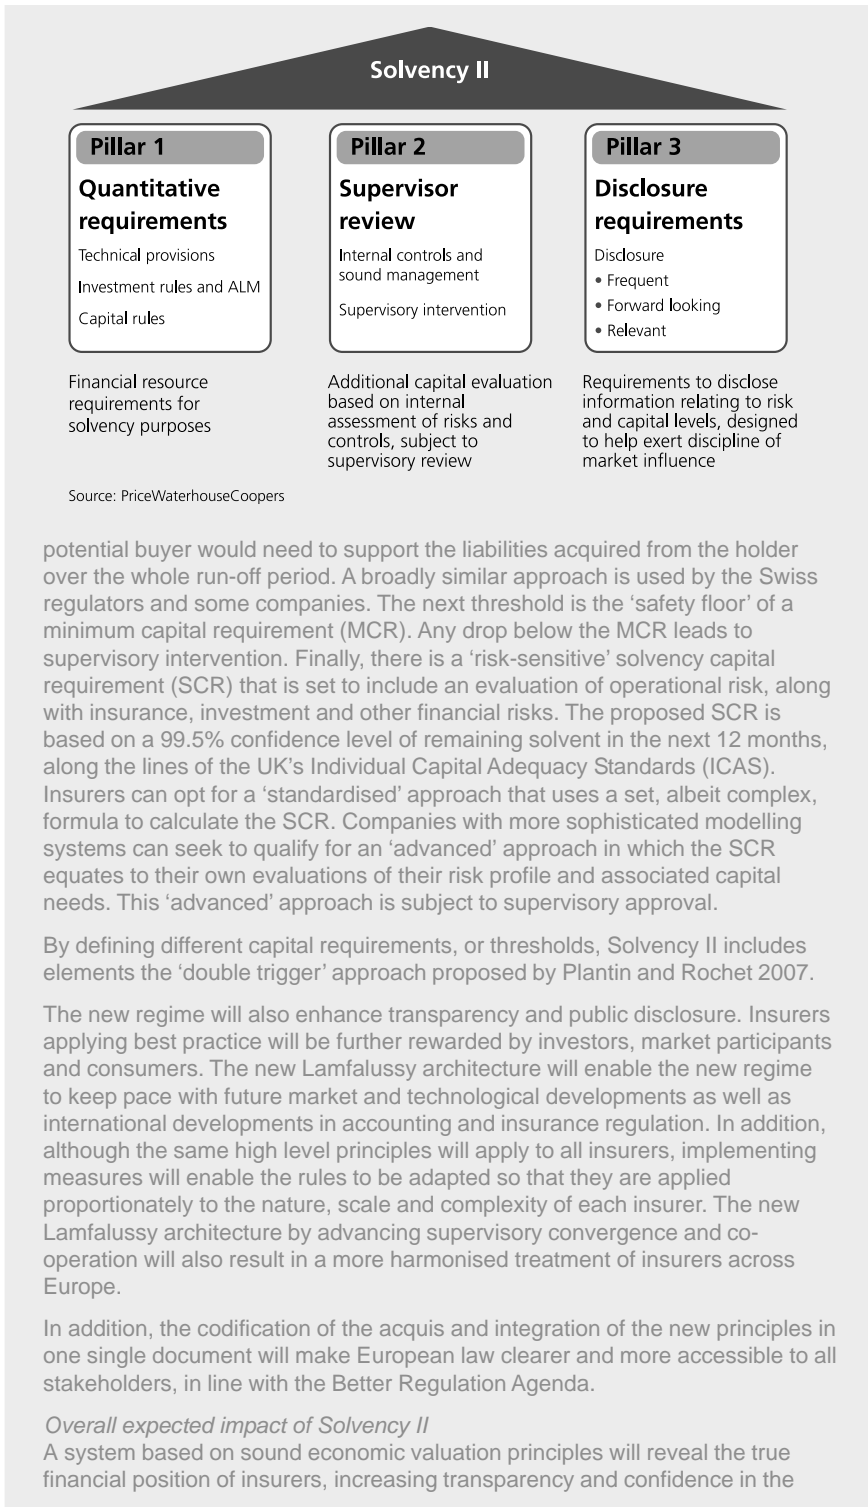 Solvency II
Pillar 1
Quantitative
requirements
Technical provisions
Investment rules and ALM
Capital rules
Financial resource
requirements for
solvency purposes
Pillar 2
Supervisor
review
Internal controls and
sound management
Supervisory intervention
Additional capital evaluation
based on internal
assessment of risks and
controls, subject to
supervisory review
Pillar 3
Disclosure
requirements
Disclosure
• Frequent
• Forward looking
• Relevant
Requirements to disclose
information relating to risk
and capital levels, designed
to help exert discipline of
market influence
Source: PriceWaterhouseCoopers
potential buyer would need to support the liabilities acquired from the holder
over the whole run-off period. A broadly similar approach is used by the Swiss
regulators and some companies. The next threshold is the ‘safety floor’ of a
minimum capital requirement (MCR). Any drop below the MCR leads to
supervisory intervention. Finally, there is a ‘risk-sensitive’ solvency capital
requirement (SCR) that is set to include an evaluation of operational risk, along
with insurance, investment and other financial risks. The proposed SCR is
based on a 99.5% confidence level of remaining solvent in the next 12 months,
along the lines of the UK’s Individual Capital Adequacy Standards (ICAS).
Insurers can opt for a ‘standardised’ approach that uses a set, albeit complex,
formula to calculate the SCR. Companies with more sophisticated modelling
systems can seek to qualify for an ‘advanced’ approach in which the SCR
equates to their own evaluations of their risk profile and associated capital
needs. This ‘advanced’ approach is subject to supervisory approval.
By defining different capital requirements, or thresholds, Solvency II includes
elements the ‘double trigger’ approach proposed by Plantin and Rochet 2007.
The new regime will also enhance transparency and public disclosure. Insurers
applying best practice will be further rewarded by investors, market participants
and consumers. The new Lamfalussy architecture will enable the new regime
to keep pace with future market and technological developments as well as
international developments in accounting and insurance regulation. In addition,
although the same high level principles will apply to all insurers, implementing
measures will enable the rules to be adapted so that they are applied
proportionately to the nature, scale and complexity of each insurer. The new
Lamfalussy architecture by advancing supervisory convergence and co-
operation will also result in a more harmonised treatment of insurers across
Europe.
In addition, the codification of the acquis and integration of the new principles in
one single document will make European law clearer and more accessible to all
stakeholders, in line with the Better Regulation Agenda.
Overall expected impact of Solvency II
A system based on sound economic valuation principles will reveal the true
financial position of insurers, increasing transparency and confidence in the